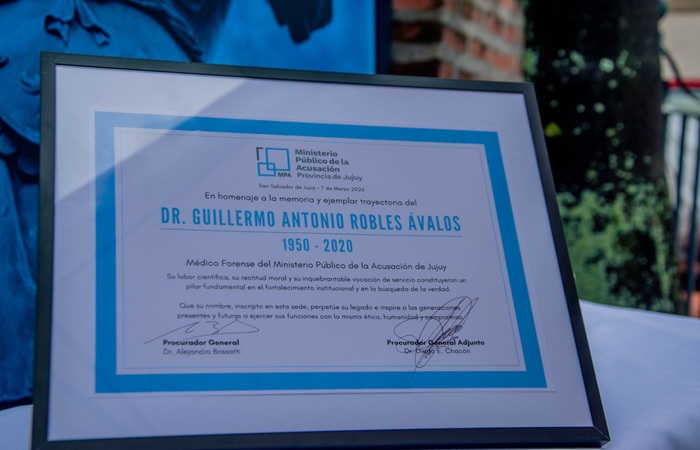 MPA
Ministerio
Público de la
Acusación
Provincia de Jujuy
San Salvador de Jujuy - 7 de Marzo 2026
En homenaje a la memoria y ejemplar trayectoria del
DR. GUILLERMO ANTONIO ROBLES ÁVALOS
1950 - 2020
Médico Forense del Ministerio Público de la Acusación de Jujuy
Su labor científica, su rectitud moral y su inquebrantable vocación de servicio constituyeron un
pilar fundamental en el fortalecimiento institucional y en la búsqueda de la verdad.
Que su nombre, inscripto en esta sede, perpetúe su legado e inspire a las generaciones
presentes y futuras a ejercer sus funciones con la misma ética, humanidad y compromiso.
Procurador General
Dr. Alejandro Bossatti
Procurador General Adjunto
Dr. Diego E. Chacón